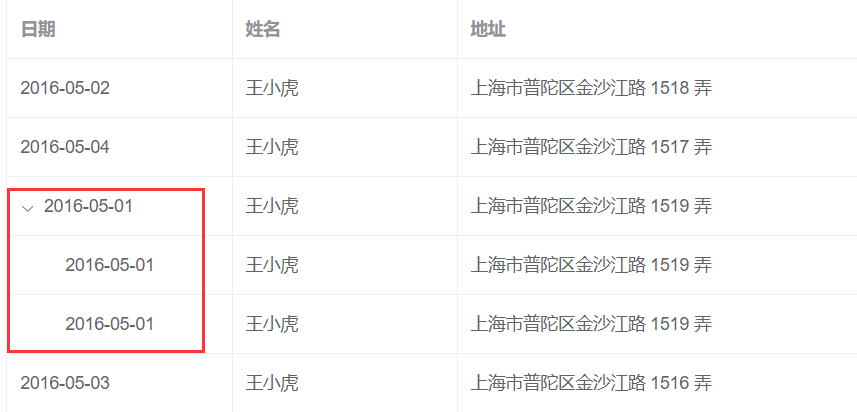 日期 姓名 地址
2016-05-02 王小虎 上海市普陀区金沙江路 1518 弄
2016-05-04 王小虎 上海市普陀区金沙江路 1517 弄
2016-05-01 王小虎 上海市普陀区金沙江路 1519 弄
2016-05-01 王小虎 上海市普陀区金沙江路 1519 弄
2016-05-01 王小虎 上海市普陀区金沙江路 1519 弄
2016-05-03 王小虎 上海市普陀区金沙江路 1516 弄